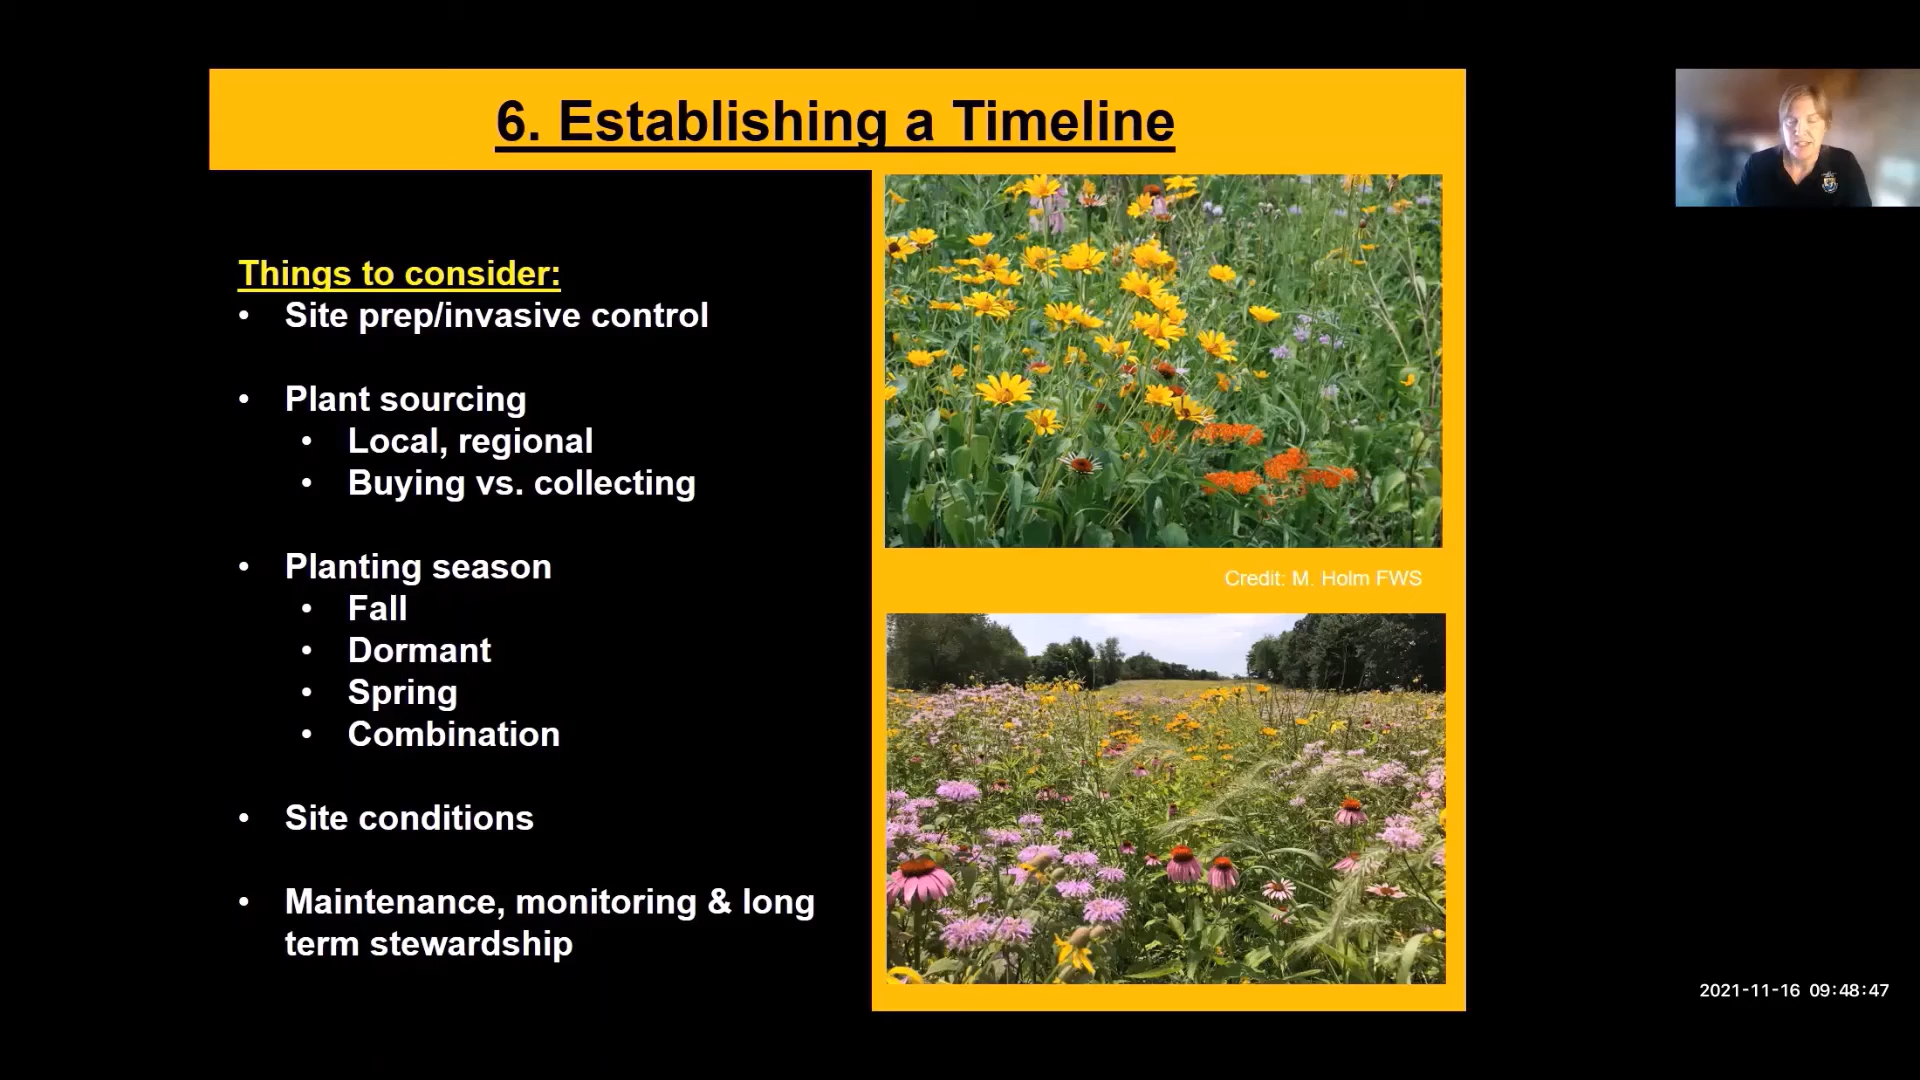 6. Establishing a Timeline
Things to consider:
• Site prep/invasive control
• Plant sourcing
• Local, regional
• Buying vs. collecting
• Planting season
• Fall
• Dormant
• Spring
• Combination
• Site conditions
• Maintenance, monitoring & long
term stewardship
Credit: M. Holm FWS
2021-11-16 09:48:47